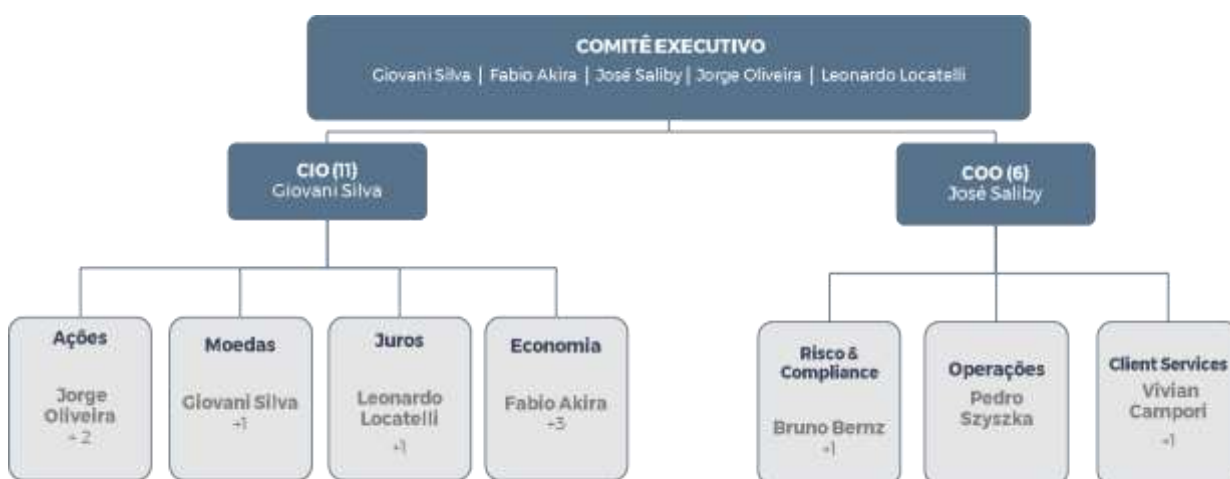 COMITÊ EXECUTIVO
Giovani Silva | Fabio Akira | José Saliby | Jorge Oliveira | Leonardo Locatelli
CIO (11)
Giovani Silva
COO (6)
José Saliby
Ações
Jorge
Oliveira
+ 2
Moedas
Giovani Silva
+1
Juros
Leonardo
Locatelli
+1
Economia
Fabio Akira
+3
Risco &
Compliance
Bruno Bernz
+1
Operações
Pedro
Szyszka
Client Services
Vivian
Campori
+1